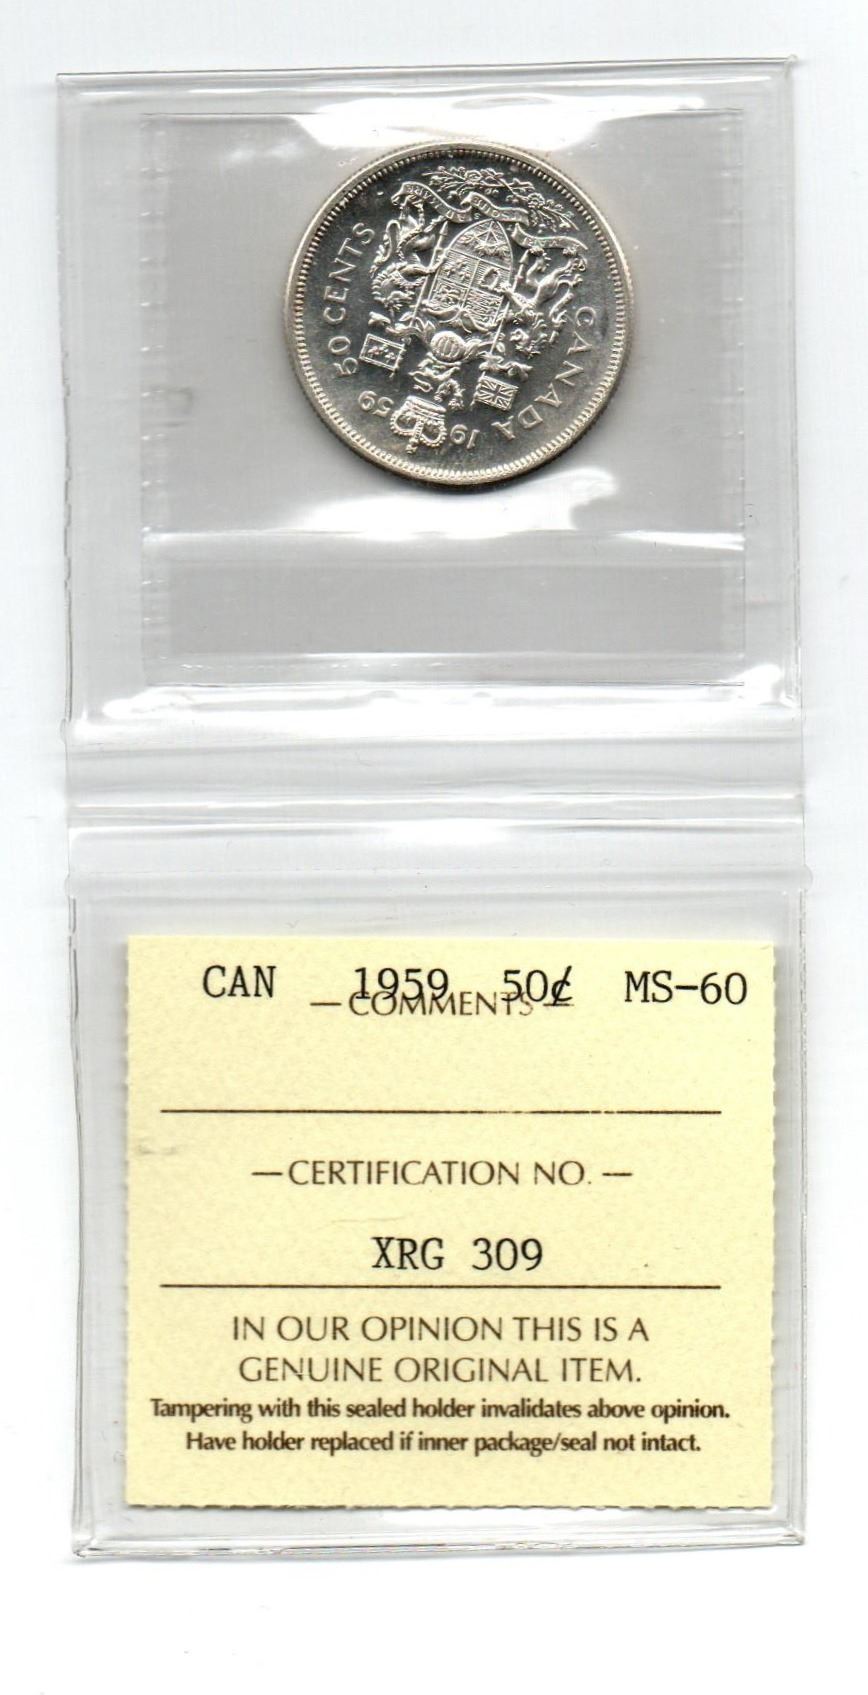 50 CENTS
CANADA
1959
CAN 1959 50¢ MS-60
—COMMENTS—
—CERTIFICATION NO.—
XRG 309
IN OUR OPINION THIS IS A
GENUINE ORIGINAL ITEM.
Tampering with this sealed holder invalidates above opinion.
Have holder replaced if inner package/seal not intact.